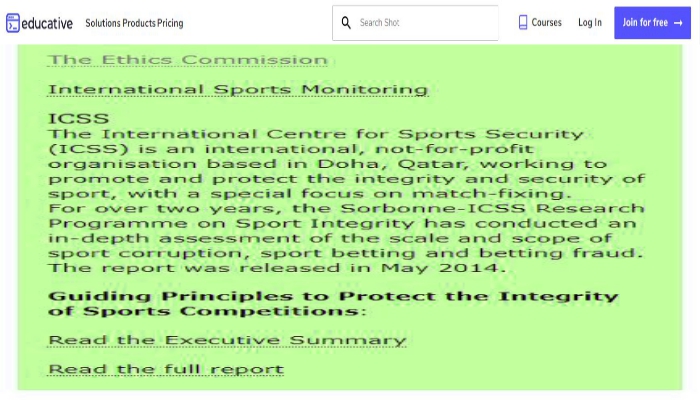 educative
Solutions Products Pricing
Search Shot
Courses
Log In
Join for free →
The Ethics Commission
International Sports Monitoring
ICSS
The International Centre for Sports Security
(ICSS) is an international, not-for-profit
organisation based in Doha, Qatar, working to
promote and protect the integrity and security of
sport, with a special focus on match-fixing.
For over two years, the Sorbonne-ICSS Research
Programme on Sport Integrity has conducted an
in-depth assessment of the scale and scope of
sport corruption, sport betting and betting fraud.
The report was released in May 2014.
Guiding Principles to Protect the Integrity
of Sports Competitions:
Read the Executive Summary
Read the full report